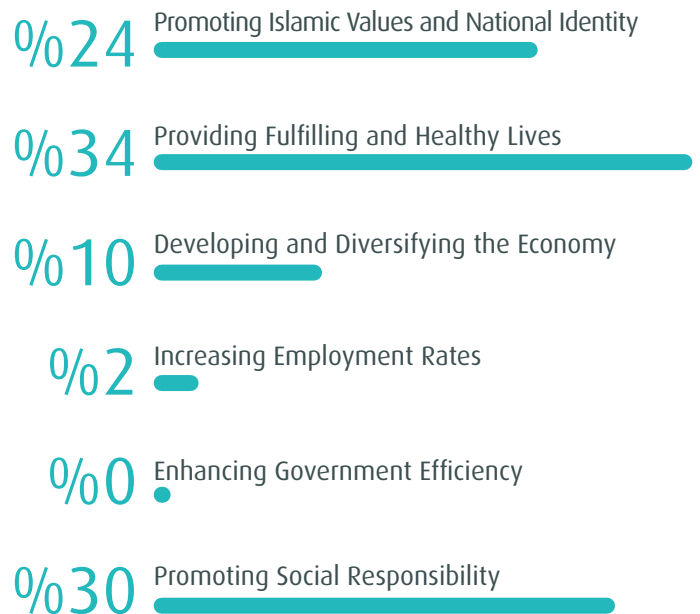 %24 Promoting Islamic Values and National Identity
%34 Providing Fulfilling and Healthy Lives
%10 Developing and Diversifying the Economy
%2 Increasing Employment Rates
%0 Enhancing Government Efficiency
%30 Promoting Social Responsibility